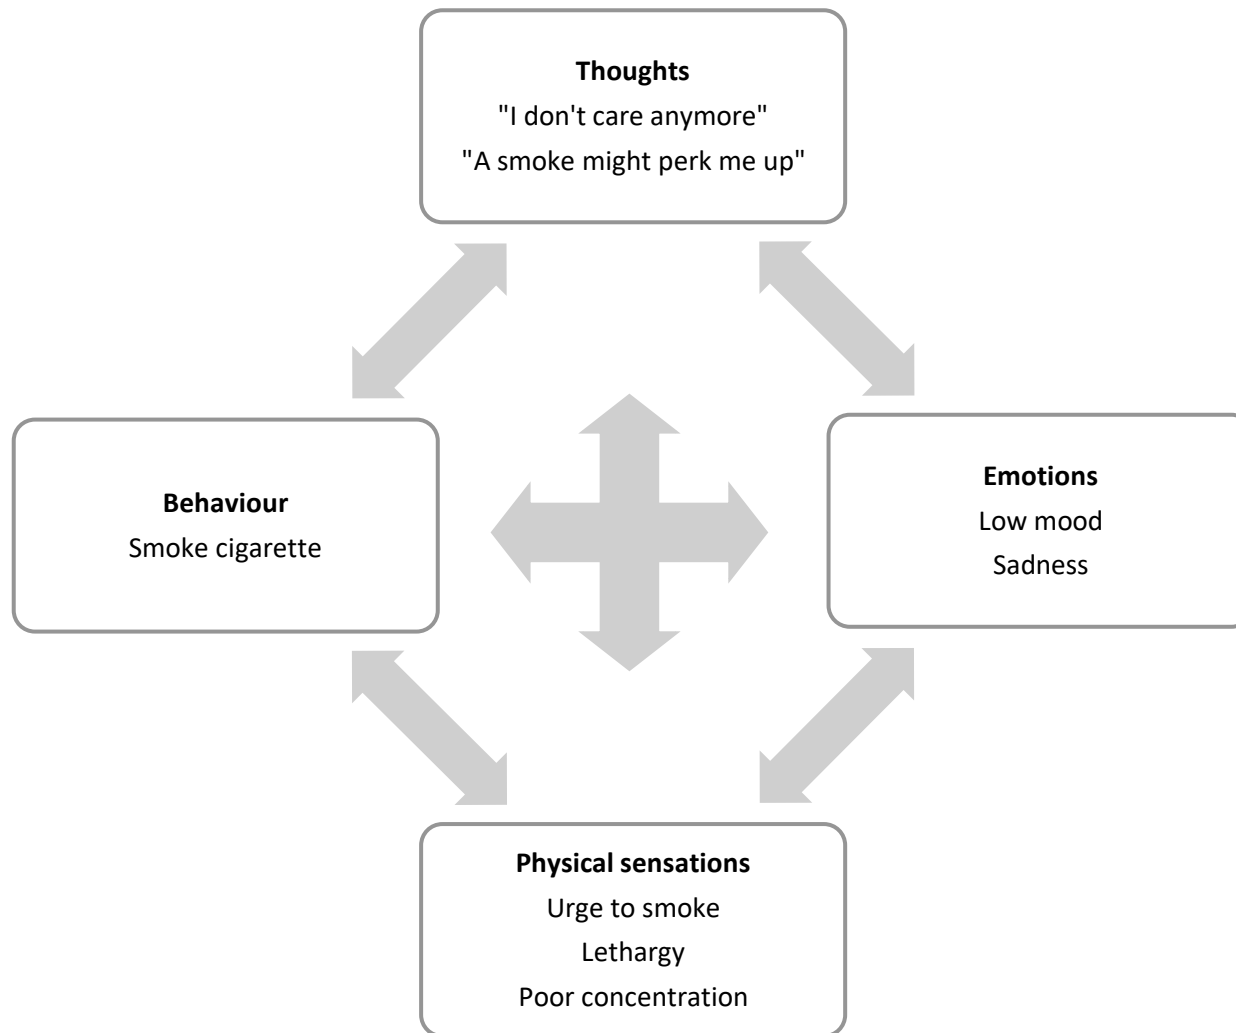 Thoughts
"I don't care anymore"
"A smoke might perk me up"
Behaviour
Smoke cigarette
Emotions
Low mood
Sadness
Physical sensations
Urge to smoke
Lethargy
Poor concentration